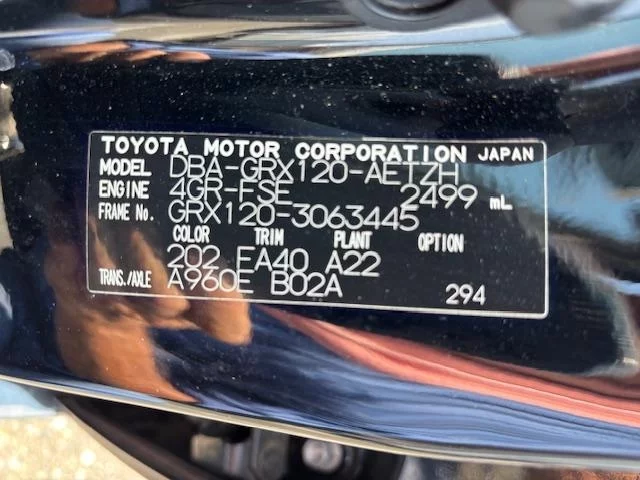 TOYOTA MOTOR CORPORATION JAPAN
MODEL DBA-GRX120-AETZH
ENGINE 4GR-FSE 2499 mL
FRAME No. GRX120-3063445
COLOR TRIM PLANT OPTION
202 FA40 A22
TRANS./AXLE A960E B02A 294